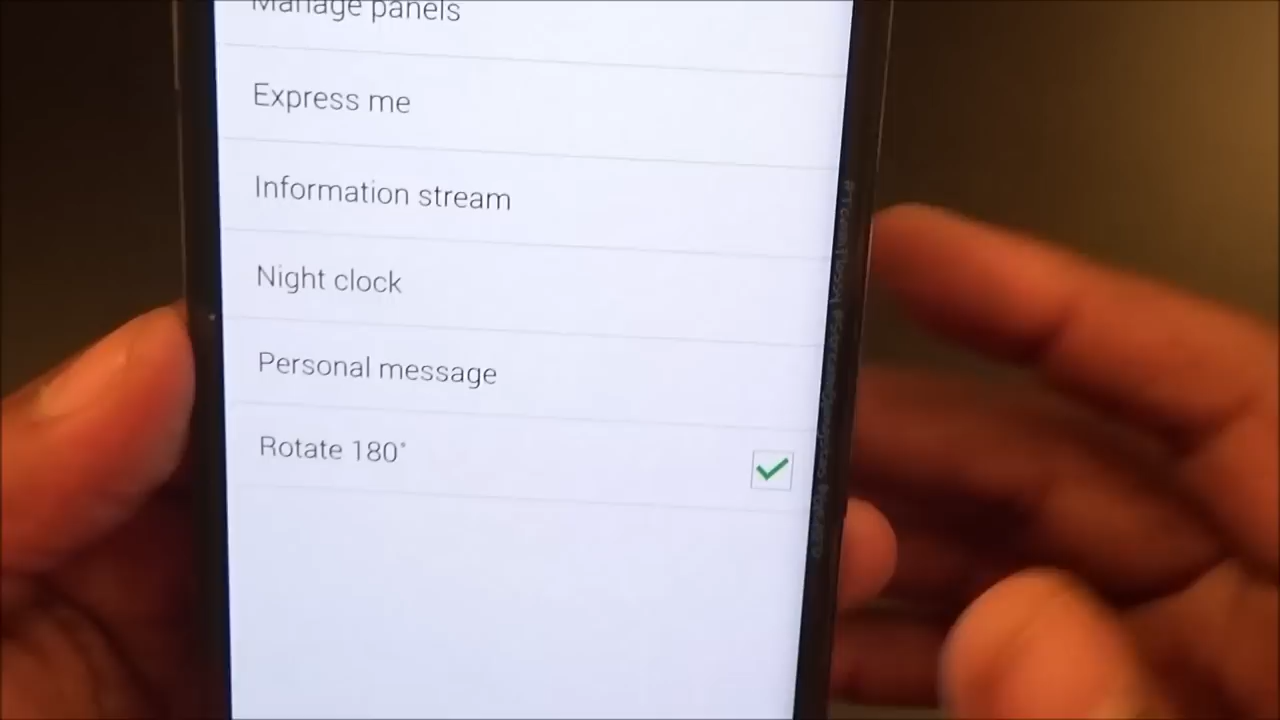 Manage panels
Express me
Information stream
Night clock
Personal message
Rotate 180°